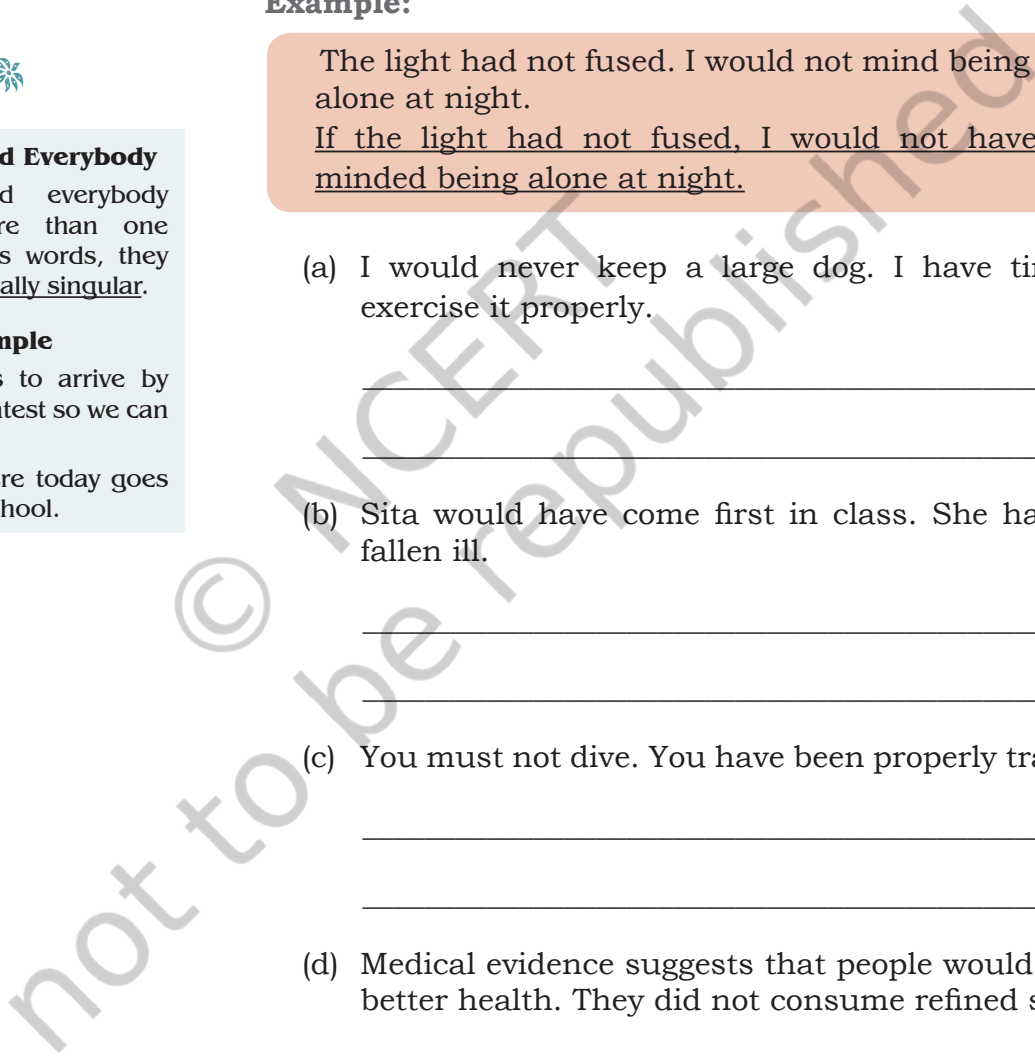 Example:
The light had not fused. I would not mind being
alone at night.
If the light had not fused, I would not have
minded being alone at night.
d Everybody
d everybody
re than one
s words, they
ally singular.
mple
s to arrive by
ntest so we can
re today goes
hool.
(a) I would never keep a large dog. I have
exercise it properly.
(b) Sita would have come first in class. She
fallen ill.
(c) You must not dive. You have been properly
(d) Medical evidence suggests that people would
better health. They did not consume refined
© NCERT
not to be republished